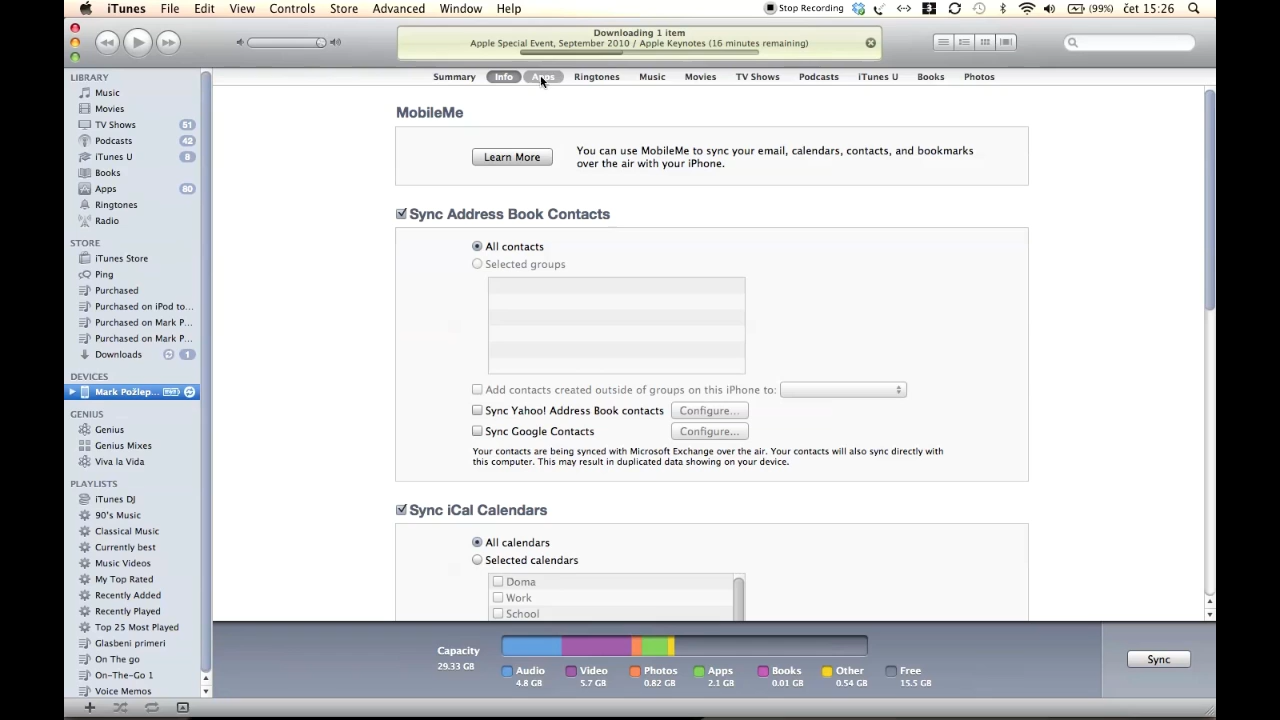 iTunes File Edit View Controls Store Advanced Window Help Stop Recording (99%) čet 15:26
Downloading 1 item
Apple Special Event, September 2010 / Apple Keynotes (16 minutes remaining)
Summary Info Apps Ringtones Music Movies TV Shows Podcasts iTunes U Books Photos
LIBRARY
Music
Movies
TV Shows 51
Podcasts 42
iTunes U 8
Books
Apps 60
Ringtones
Radio
STORE
iTunes Store
Ping
Purchased
Purchased on iPod to...
Purchased on Mark P...
Purchased on Mark P...
Downloads 1
DEVICES
Mark Požlep...
GENIUS
Genius
Genius Mixes
Viva la Vida
PLAYLISTS
iTunes DJ
90's Music
Classical Music
Currently best
Music Videos
My Top Rated
Recently Added
Recently Played
Top 25 Most Played
Glasbeni primeri
On The go
On-The-Go 1
Voice Memos
MobileMe
Learn More
You can use MobileMe to sync your email, calendars, contacts, and bookmarks
over the air with your iPhone.
Sync Address Book Contacts
All contacts
Selected groups
Add contacts created outside of groups on this iPhone to:
Sync Yahoo! Address Book contacts Configure...
Sync Google Contacts Configure...
Your contacts are being synced with Microsoft Exchange over the air. Your contacts will also sync directly with
this computer. This may result in duplicated data showing on your device.
Sync iCal Calendars
All calendars
Selected calendars
Doma
Work
School
Capacity
29.33 GB
Audio
4.8 GB
Video
5.7 GB
Photos
0.82 GB
Apps
2.1 GB
Books
0.01 GB
Other
0.54 GB
Free
15.5 GB
Sync